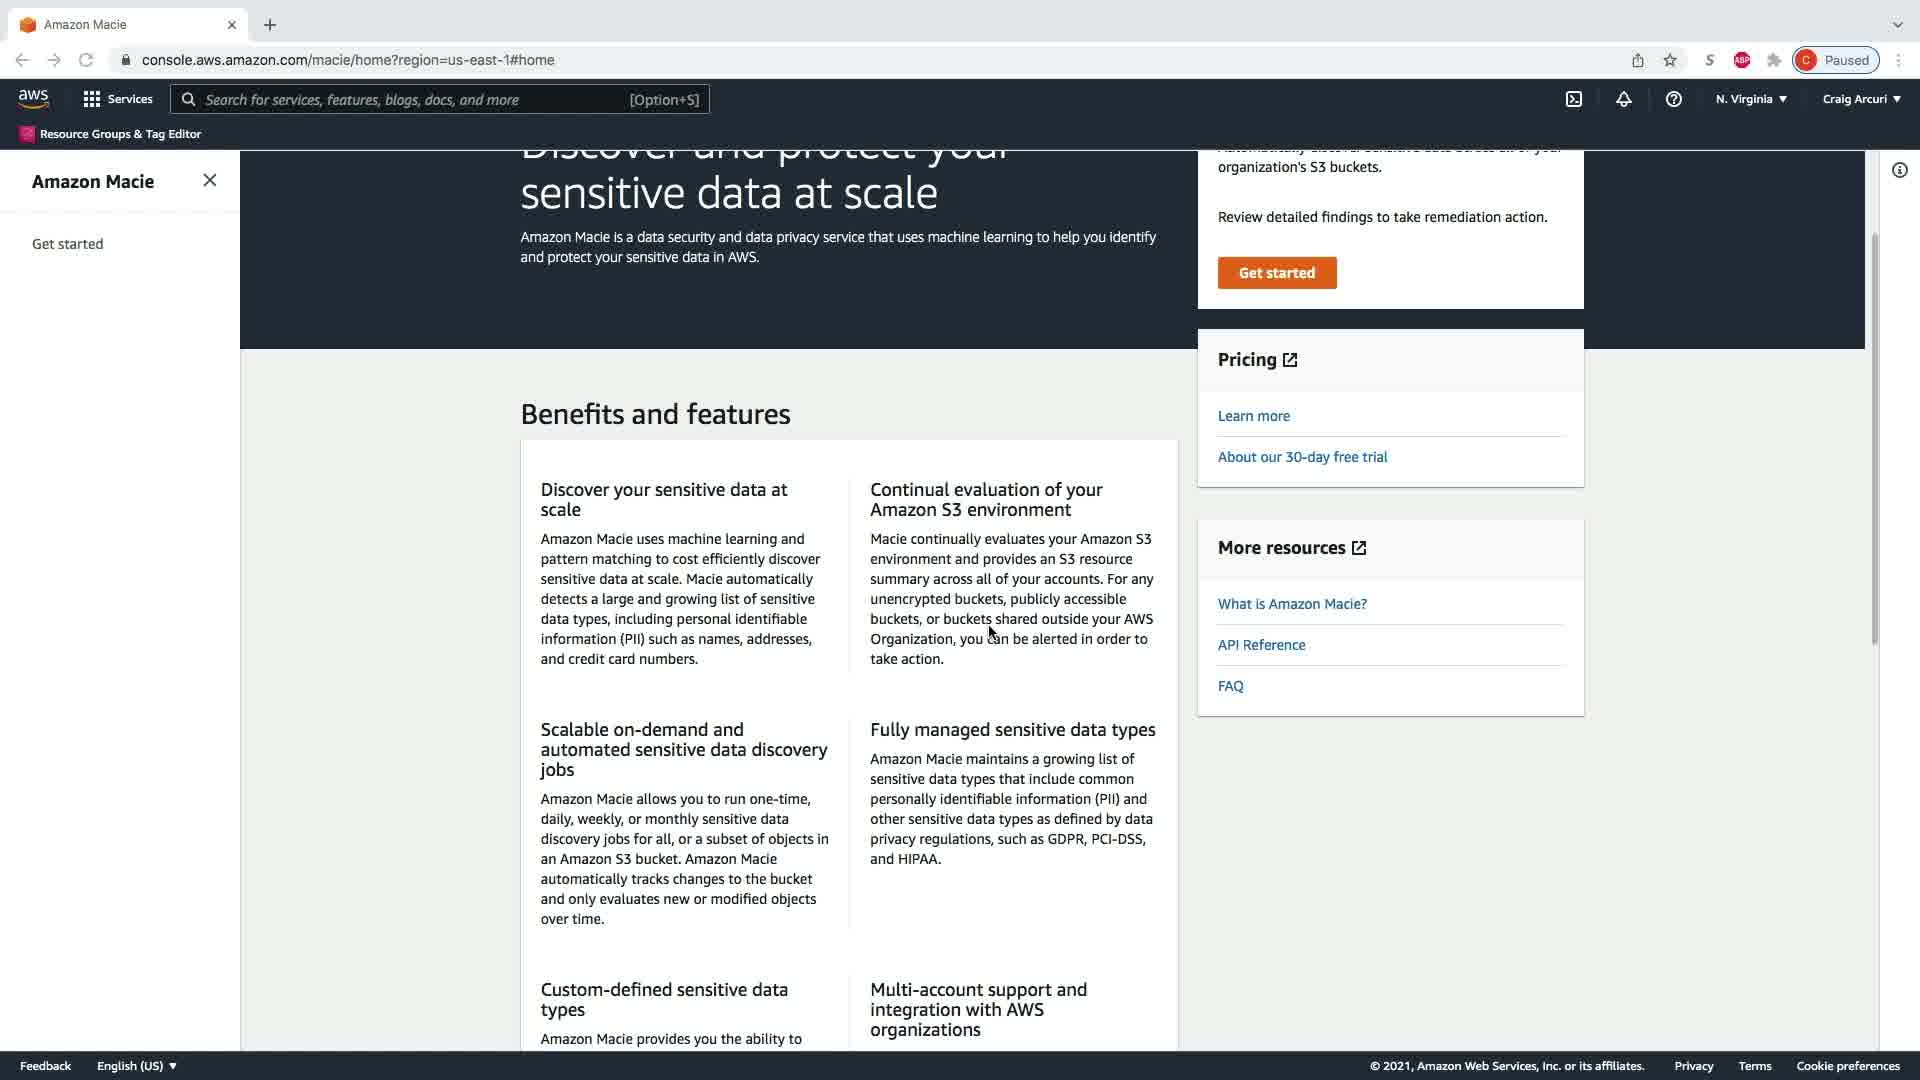 Amazon Macie
console.aws.amazon.com/macie/home?region=us-east-1#home
S
ABP
C
Paused
aws
Services
Search for services, features, blogs, docs, and more
[Option+S]
N. Virginia
Craig Arcuri
Resource Groups & Tag Editor
Amazon Macie
Get started
Discover and protect your
sensitive data at scale
Amazon Macie is a data security and data privacy service that uses machine learning to help you identify
and protect your sensitive data in AWS.
organization's S3 buckets.
Review detailed findings to take remediation action.
Get started
Pricing
Learn more
About our 30-day free trial
More resources
What is Amazon Macie?
API Reference
FAQ
Benefits and features
Discover your sensitive data at
scale
Amazon Macie uses machine learning and
pattern matching to cost efficiently discover
sensitive data at scale. Macie automatically
detects a large and growing list of sensitive
data types, including personal identifiable
information (PII) such as names, addresses,
and credit card numbers.
Continual evaluation of your
Amazon S3 environment
Macie continually evaluates your Amazon S3
environment and provides an S3 resource
summary across all of your accounts. For any
unencrypted buckets, publicly accessible
buckets, or buckets shared outside your AWS
Organization, you can be alerted in order to
take action.
Scalable on-demand and
automated sensitive data discovery
jobs
Amazon Macie allows you to run one-time,
daily, weekly, or monthly sensitive data
discovery jobs for all, or a subset of objects in
an Amazon S3 bucket. Amazon Macie
automatically tracks changes to the bucket
and only evaluates new or modified objects
over time.
Fully managed sensitive data types
Amazon Macie maintains a growing list of
sensitive data types that include common
personally identifiable information (PII) and
other sensitive data types as defined by data
privacy regulations, such as GDPR, PCI-DSS,
and HIPAA.
Custom-defined sensitive data
types
Amazon Macie provides you the ability to
Multi-account support and
integration with AWS
organizations
Feedback
English (US)
© 2021, Amazon Web Services, Inc. or its affiliates.
Privacy
Terms
Cookie preferences